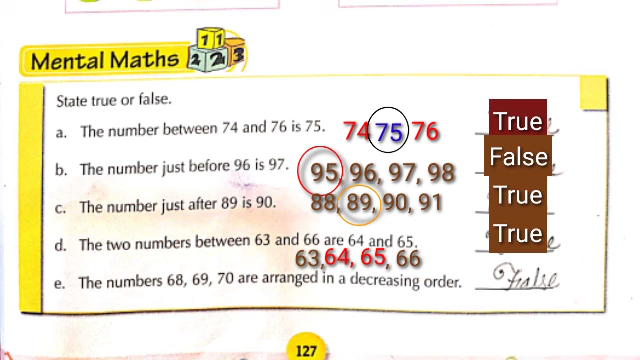 1 1
2 2 3
Mental Maths
State true or false.
a. The number between 74 and 76 is 75. 74 75 76 True
b. The number just before 96 is 97. 95, 96, 97, 98 False
c. The number just after 89 is 90. 88, 89, 90, 91 True
d. The two numbers between 63 and 66 are 64 and 65. True
63, 64, 65, 66
e. The numbers 68, 69, 70 are arranged in a decreasing order. False
127